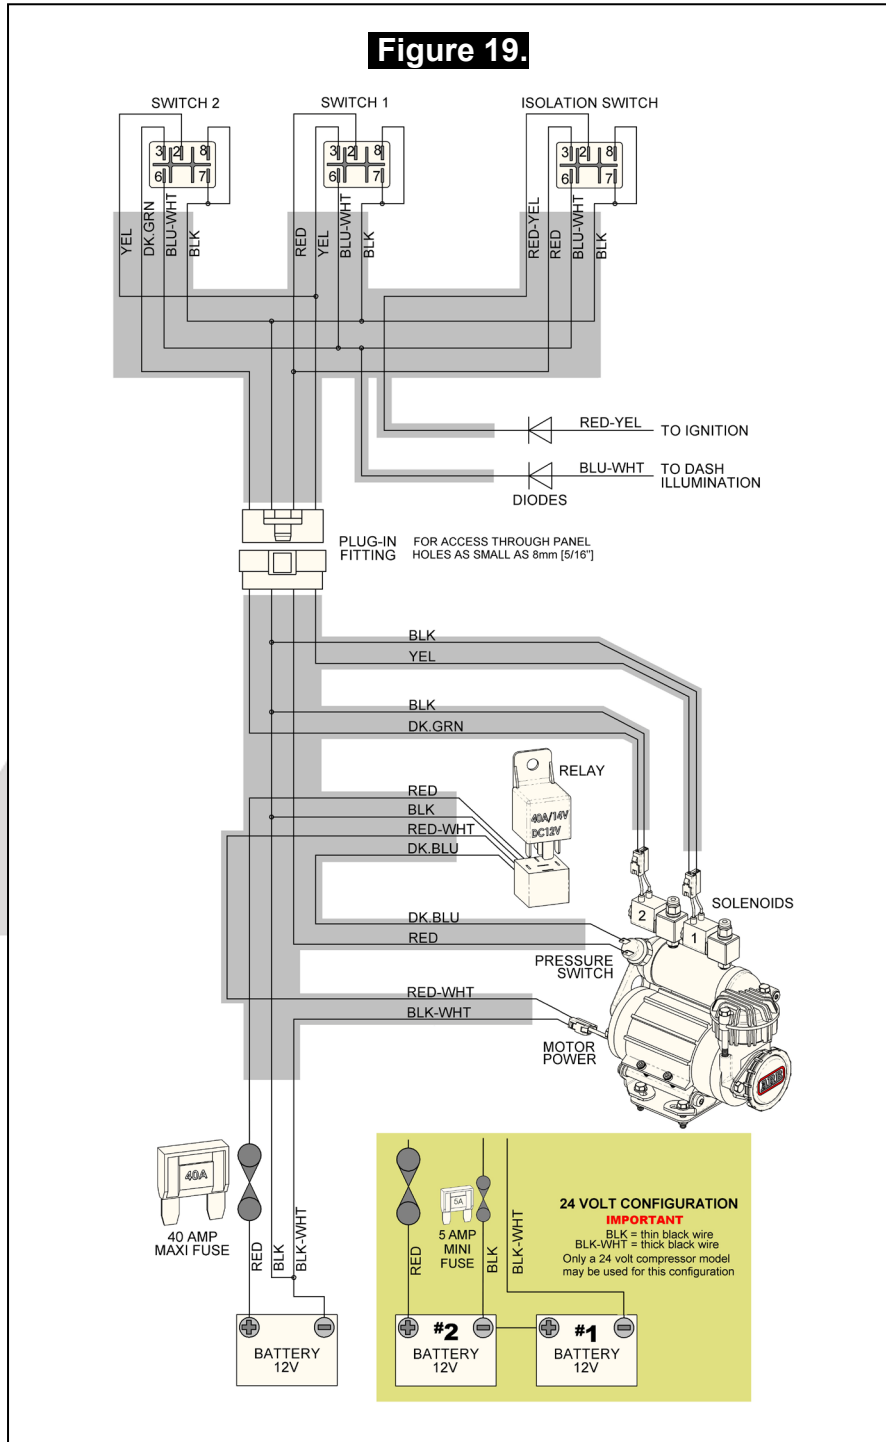 Figure 19.
SWITCH 2
SWITCH 1
ISOLATION SWITCH
3 2 8
6 7
3 2 8
6 7
3 2 8
6 7
YEL
DK.GRN
BLU-WHT
BLK
RED
YEL
BLU-WHT
BLK
RED-YEL
RED
BLU-WHT
BLK
RED-YEL
TO IGNITION
BLU-WHT
TO DASH
ILLUMINATION
DIODES
PLUG-IN
FITTING
FOR ACCESS THROUGH PANEL
HOLES AS SMALL AS 8mm [5/16"]
BLK
YEL
BLK
DK.GRN
RELAY
RED
BLK
RED-WHT
DK.BLU
40A/14V
DC12V
SOLENOIDS
2
1
DK.BLU
RED
PRESSURE
SWITCH
RED-WHT
BLK-WHT
MOTOR
POWER
ARB
40A
40 AMP
MAXI FUSE
RED
BLK
BLK-WHT
BATTERY
12V
5A
5 AMP
MINI
FUSE
RED
BLK
BLK-WHT
24 VOLT CONFIGURATION
IMPORTANT
BLK = thin black wire
BLK-WHT = thick black wire
Only a 24 volt compressor model
may be used for this configuration
#2
BATTERY
12V
#1
BATTERY
12V